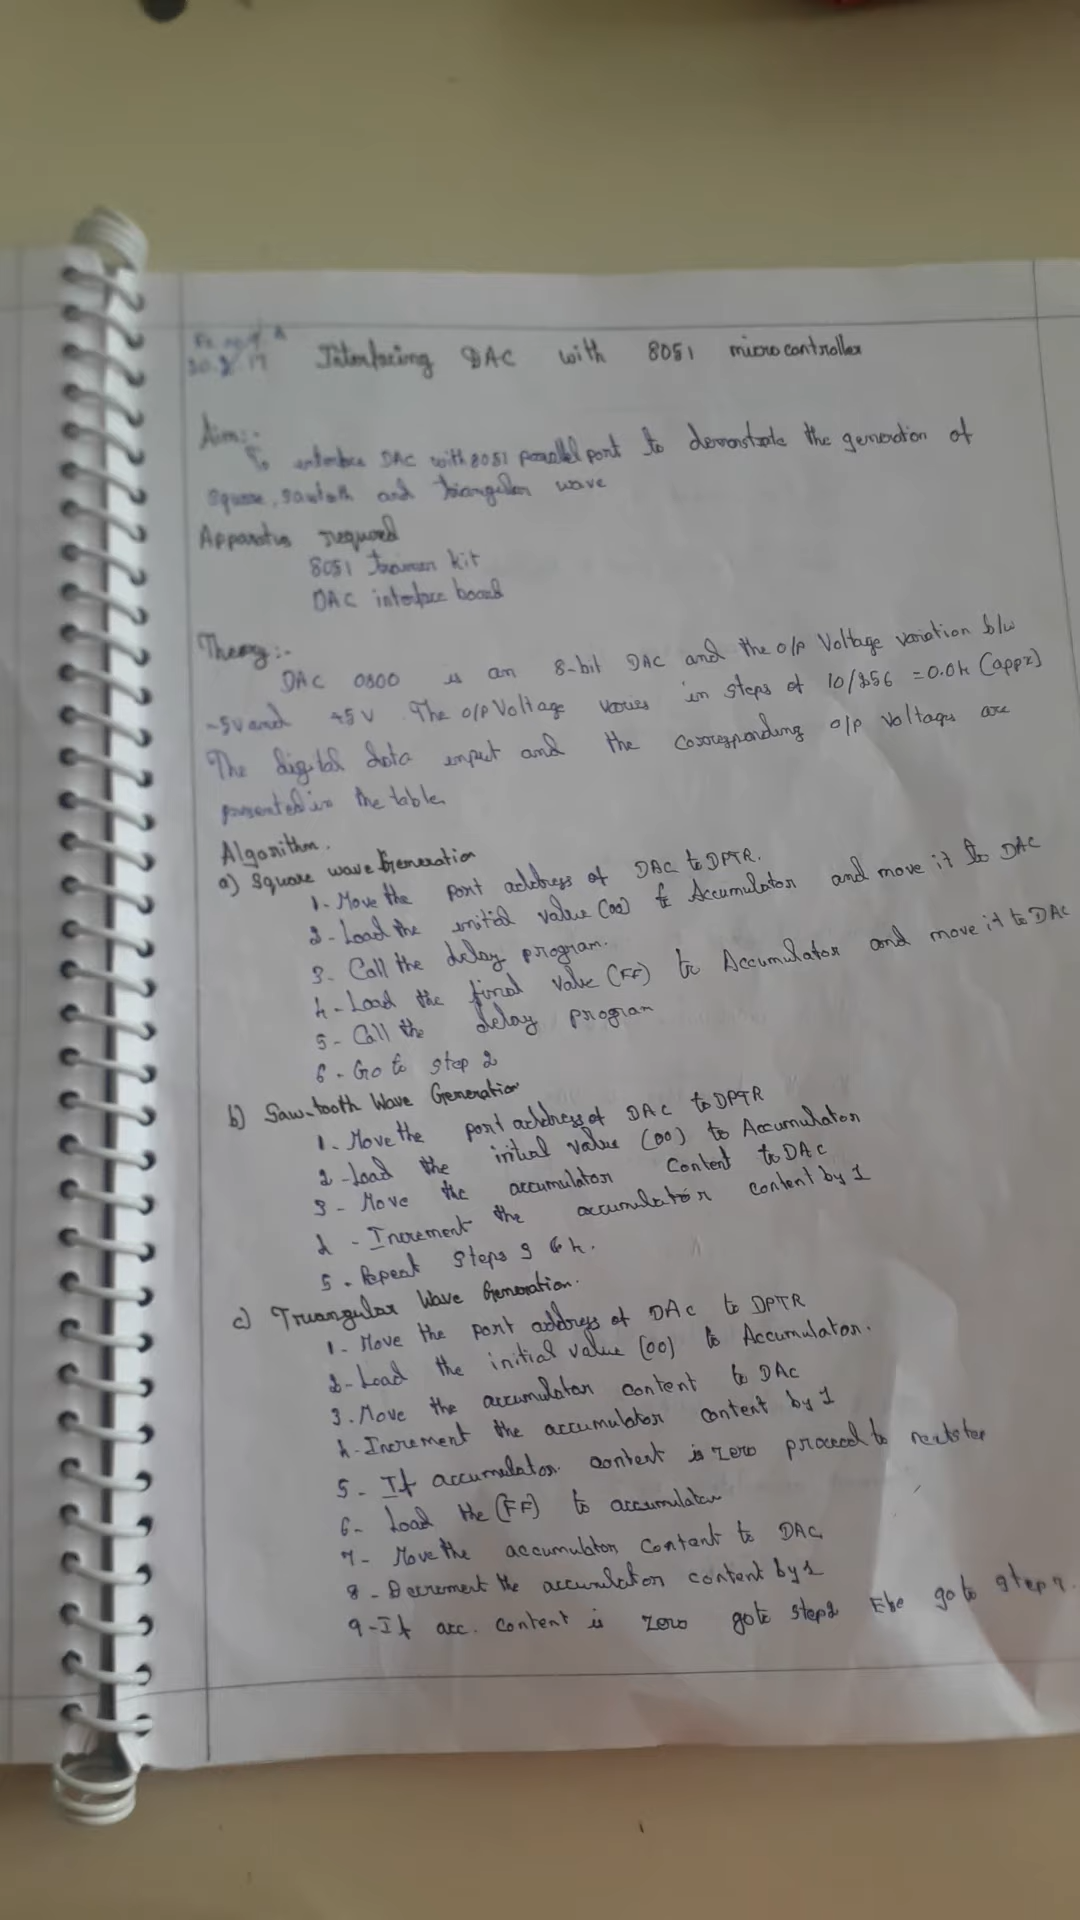 Ex. no. 9 A
30.8.17
Interfacing DAC with 8051 microcontroller
Aim:-
To interface DAC with 8051 parallel port to demonstrate the generation of
square, sawtooth and triangular wave
Apparatus required
8051 Trainer kit
DAC interface board
Theory:-
DAC 0800 is an 8-bit DAC and the o/p Voltage variation b/w
-5V and +5V. The o/p Voltage varies in steps of 10/256 = 0.04 (appx)
The digital data input and the corresponding o/p voltages are
presented in the table.
Algorithm.
a) Square wave Generation
1- Move the port address of DAC to DPTR.
2- Load the initial value (00) to Accumulator and move it to DAC
3- Call the delay program.
4- Load the final value (FF) to Accumulator and move it to DAC
5- Call the delay program
6- Go to step 2
b) Saw-tooth Wave Generation
1- Move the port address of DAC to DPTR
2- Load the initial value (00) to Accumulator
3- Move the accumulator content to DAC
4- Increment the accumulator content by 1
5- Repeat steps 3 & 4.
c) Truangular Wave Generation.
1- Move the port address of DAC to DPTR
2- Load the initial value (00) to Accumulator.
3. Move the accumulator content to DAC
4- Increment the accumulator content by 1
5- If accumulator content is zero proceed to next step
6- Load the (FF) to accumulator
7- Move the accumulator content to DAC
8- Decrement the accumulator content by 1
9- If acc. content is zero goto step2 Else go to step 7.